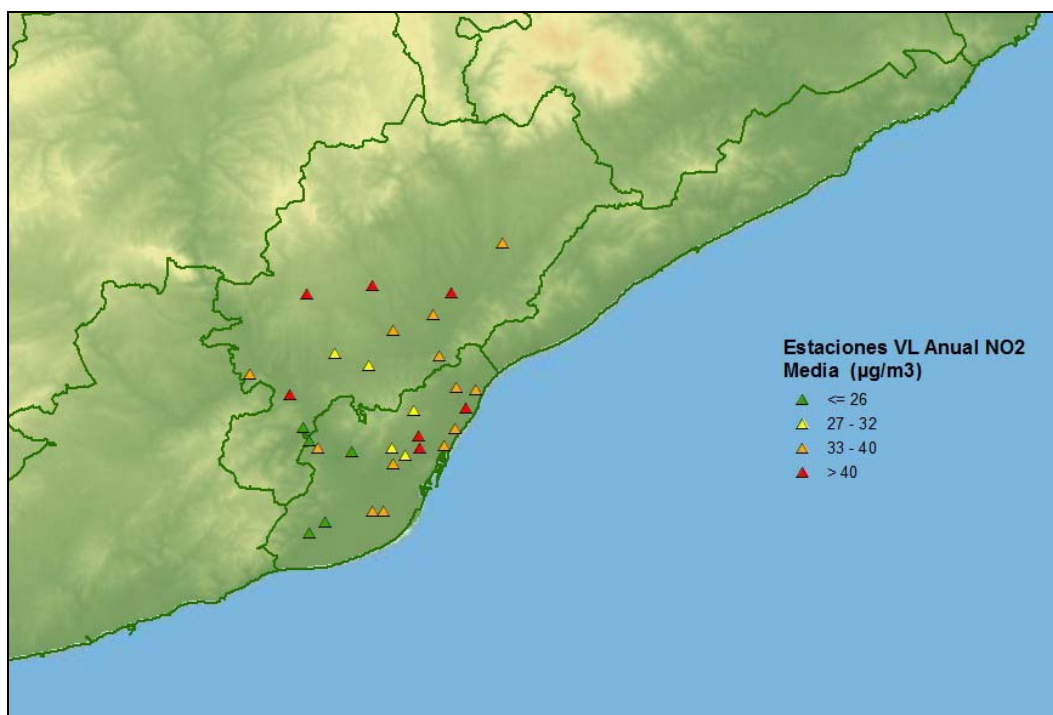 Estaciones VL Anual NO2
Media (µg/m3)
<= 26
27 - 32
33 - 40
> 40